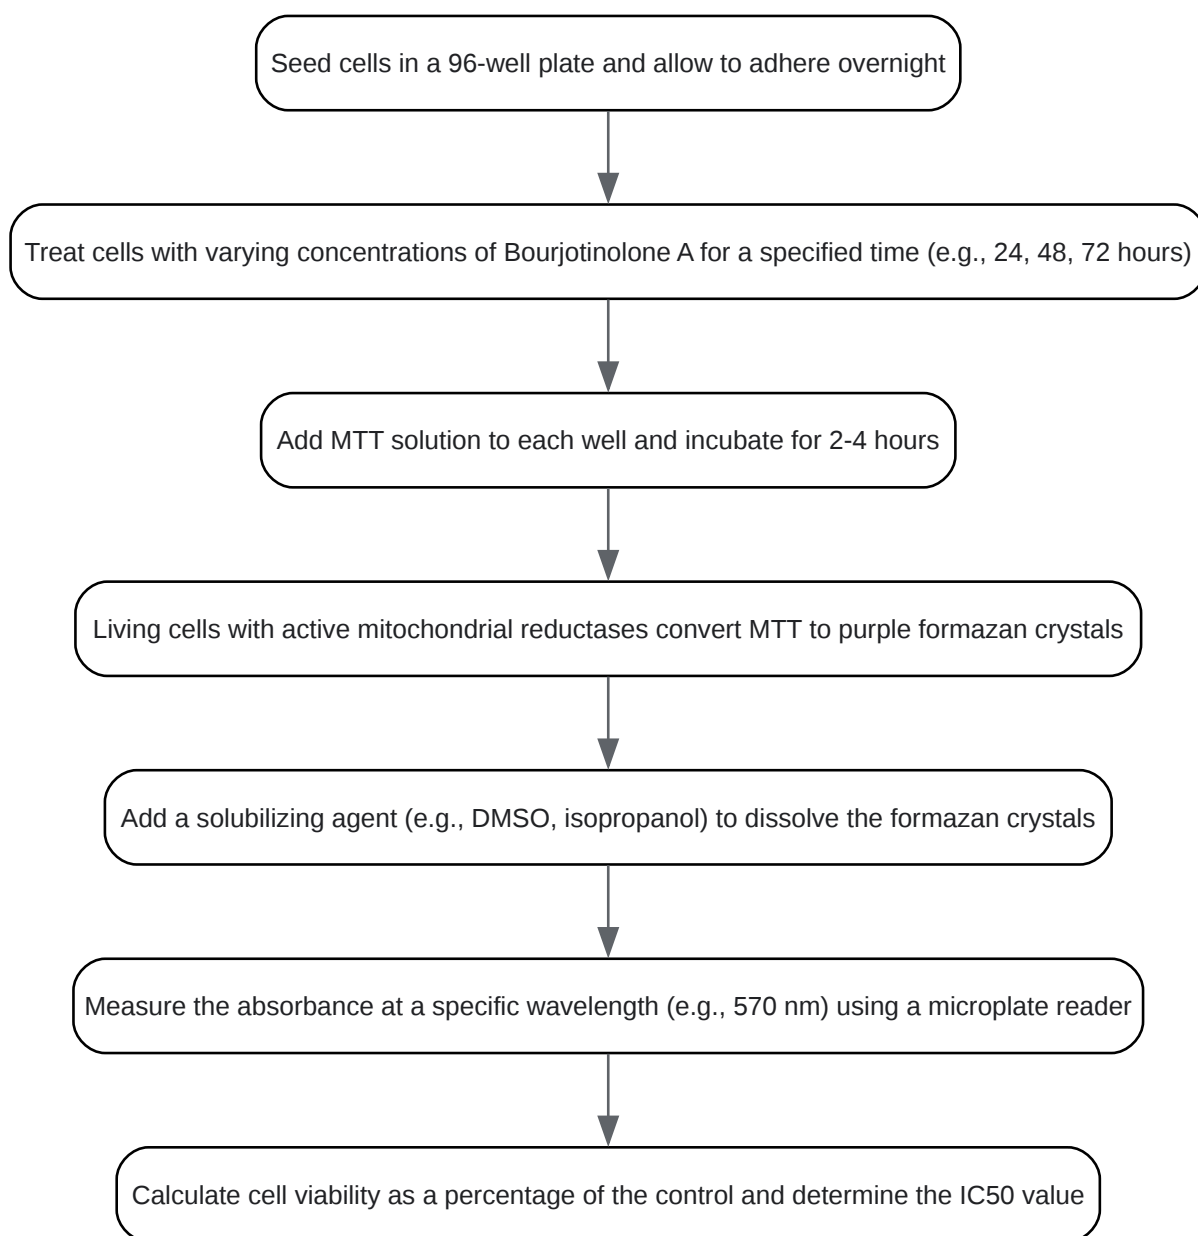 Seed cells in a 96-well plate and allow to adhere overnight
Treat cells with varying concentrations of Bourjotinolone A for a specified time (e.g., 24, 48, 72 hours)
Add MTT solution to each well and incubate for 2-4 hours
Living cells with active mitochondrial reductases convert MTT to purple formazan crystals
Add a solubilizing agent (e.g., DMSO, isopropanol) to dissolve the formazan crystals
Measure the absorbance at a specific wavelength (e.g., 570 nm) using a microplate reader
Calculate cell viability as a percentage of the control and determine the IC50 value